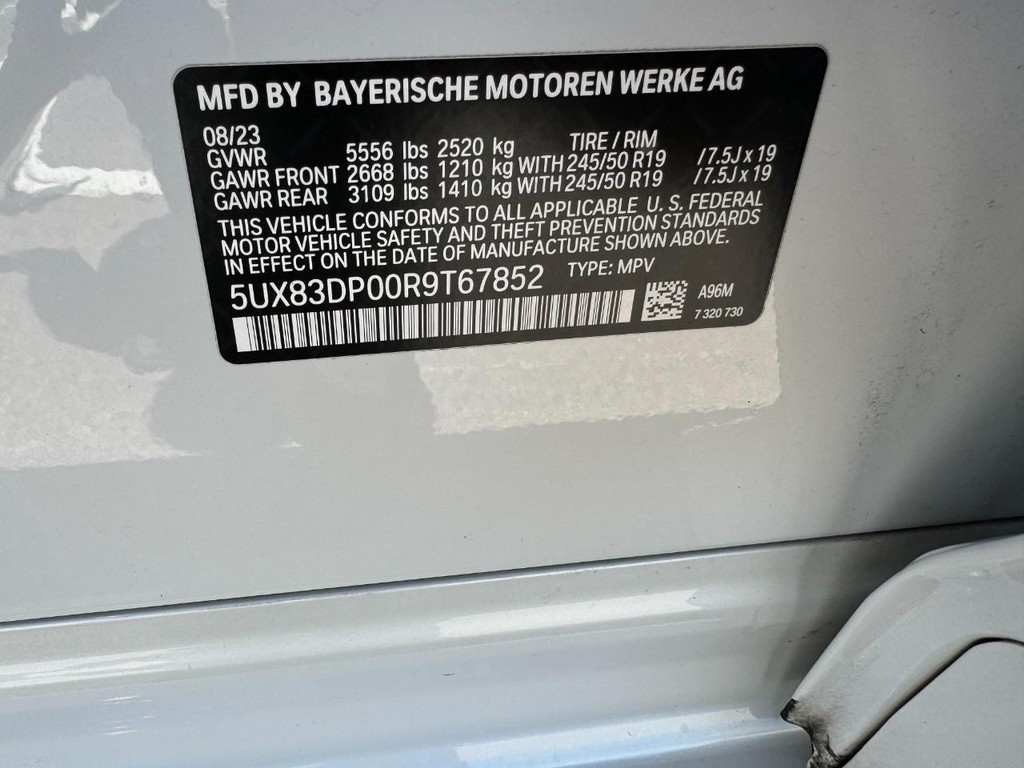 MFD BY BAYERISCHE MOTOREN WERKE AG
08/23 TIRE / RIM
GVWR 5556 lbs 2520 kg
GAWR FRONT 2668 lbs 1210 kg WITH 245/50 R19 / 7.5J x 19
GAWR REAR 3109 lbs 1410 kg WITH 245/50 R19 / 7.5J x 19
THIS VEHICLE CONFORMS TO ALL APPLICABLE U. S. FEDERAL
MOTOR VEHICLE SAFETY AND THEFT PREVENTION STANDARDS
IN EFFECT ON THE DATE OF MANUFACTURE SHOWN ABOVE.
5UX83DP00R9T67852 TYPE: MPV
A96M
7 320 730